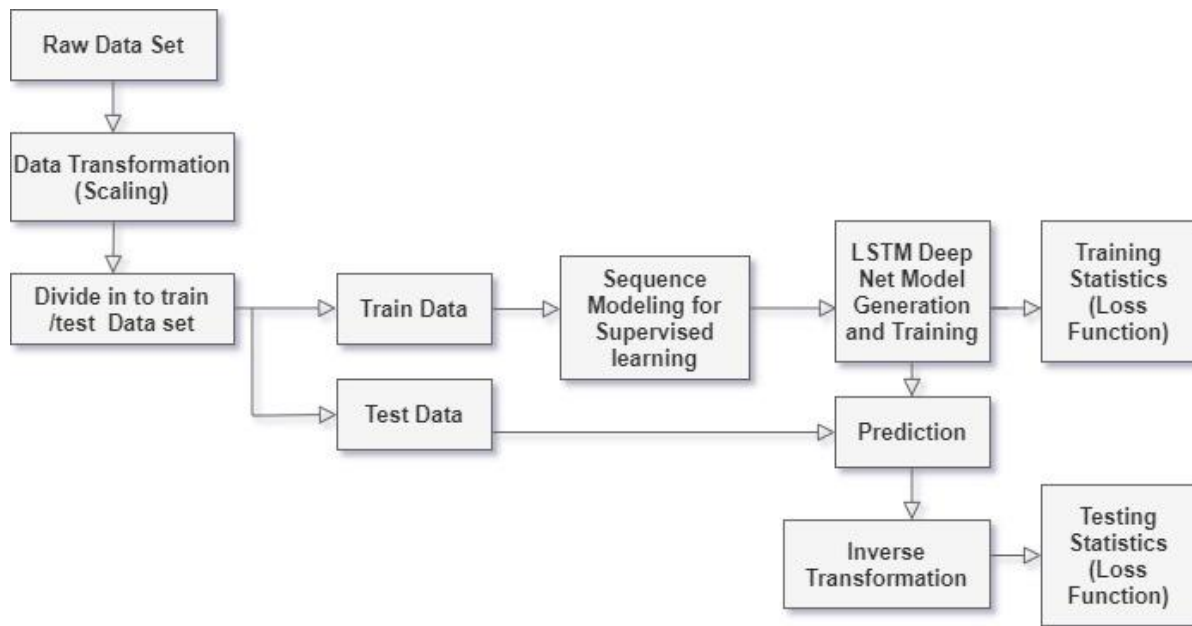 Raw Data Set
Data Transformation
(Scaling)
Divide in to train
/test Data set
Train Data
Test Data
Sequence
Modeling for
Supervised
learning
LSTM Deep
Net Model
Generation
and Training
Training
Statistics
(Loss
Function)
Prediction
Inverse
Transformation
Testing
Statistics
(Loss
Function)